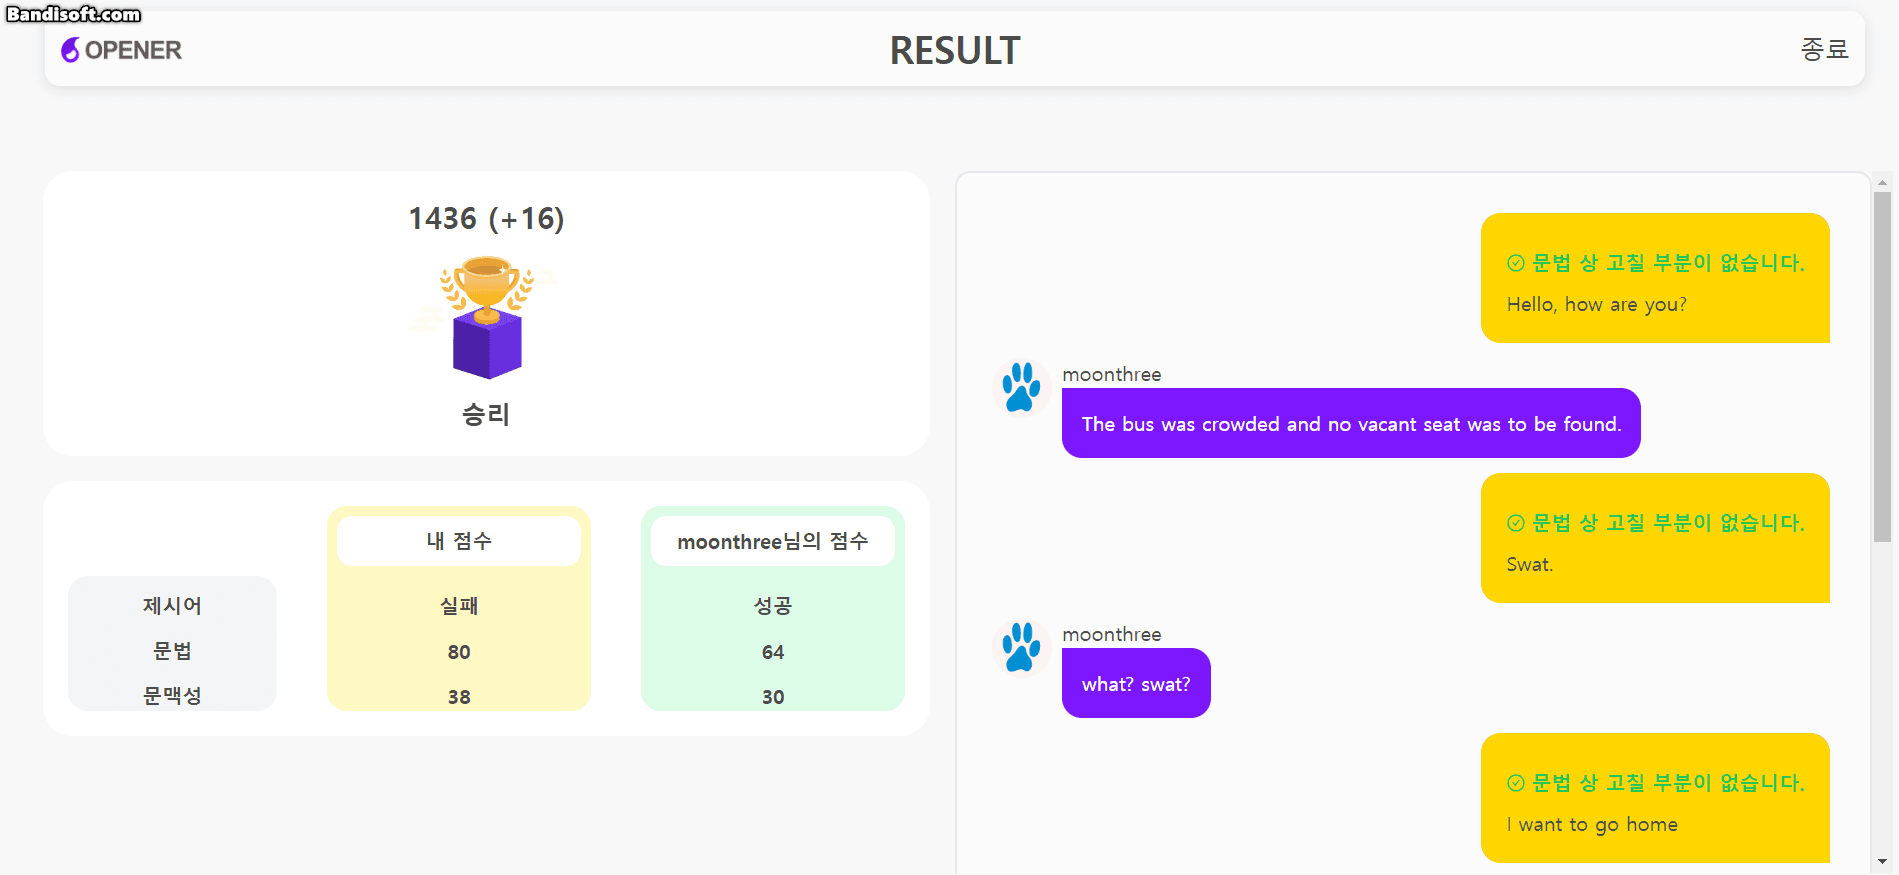 Bandisoft.com
OPENER
RESULT
종료
1436 (+16)
승리
내 점수
moonthree님의 점수
제시어
실패
성공
문법
80
64
문맥성
38
30
문법 상 고칠 부분이 없습니다.
Hello, how are you?
moonthree
The bus was crowded and no vacant seat was to be found.
문법 상 고칠 부분이 없습니다.
Swat.
moonthree
what? swat?
문법 상 고칠 부분이 없습니다.
I want to go home